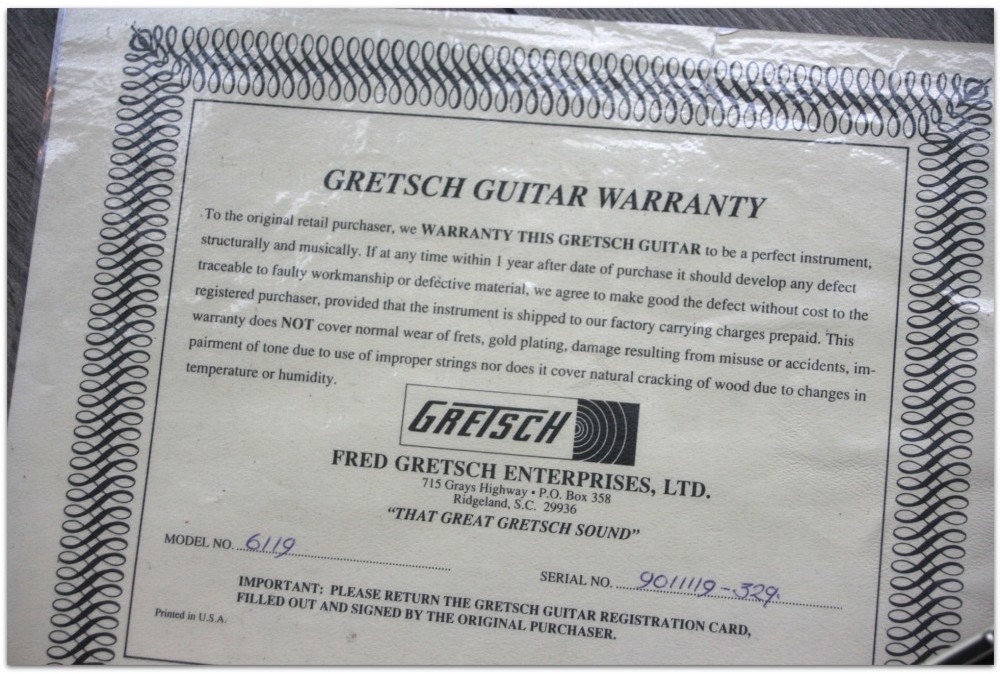 GRETSCH GUITAR WARRANTY
To the original retail purchaser, we WARRANTY THIS GRETSCH GUITAR to be a perfect instrument,
structurally and musically. If at any time within 1 year after date of purchase it should develop any defect
traceable to faulty workmanship or defective material, we agree to make good the defect without cost to the
registered purchaser, provided that the instrument is shipped to our factory carrying charges prepaid. This
warranty does NOT cover normal wear of frets, gold plating, damage resulting from misuse or accidents, im-
pairment of tone due to use of improper strings nor does it cover natural cracking of wood due to changes in
temperature or humidity.
GRETSCH
FRED GRETSCH ENTERPRISES, LTD.
715 Grays Highway • P.O. Box 358
Ridgeland, S.C. 29936
"THAT GREAT GRETSCH SOUND"
MODEL NO. 6119
SERIAL NO. 9011119-329
IMPORTANT: PLEASE RETURN THE GRETSCH GUITAR REGISTRATION CARD,
FILLED OUT AND SIGNED BY THE ORIGINAL PURCHASER.
Printed in U.S.A.